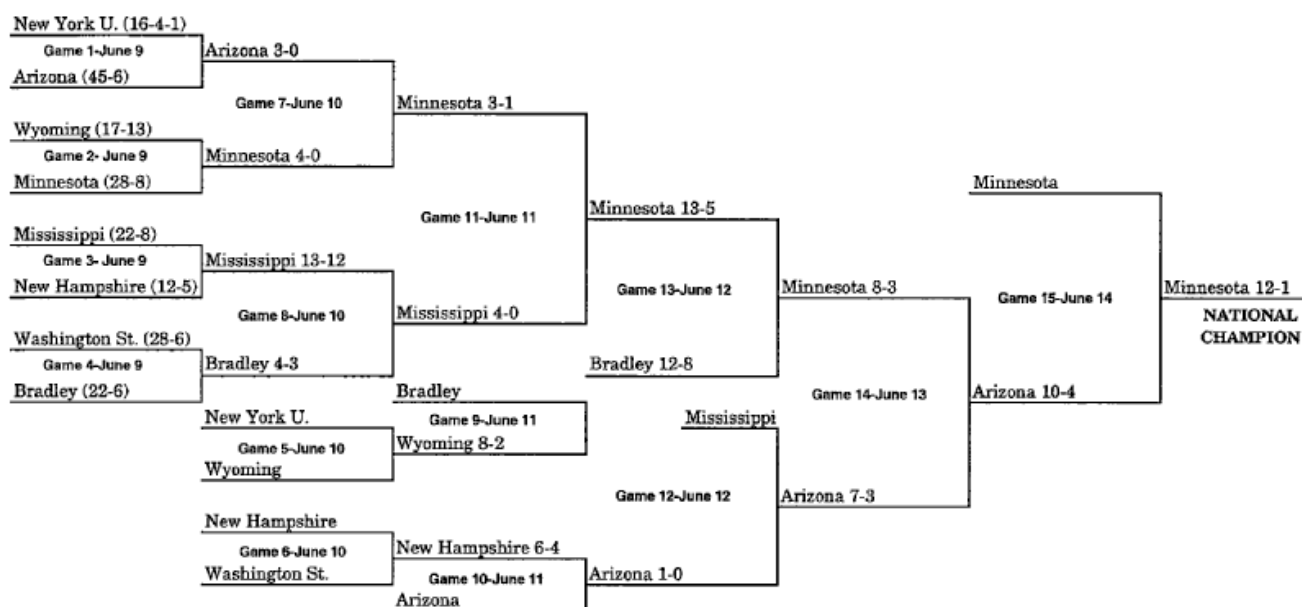 New York U. (16-4-1)
Game 1-June 9
Arizona (45-6)
Arizona 3-0
Game 7-June 10
Wyoming (17-13)
Game 2- June 9
Minnesota (28-8)
Minnesota 4-0
Minnesota 3-1
Game 11-June 11
Mississippi (22-8)
Game 3- June 9
New Hampshire (12-5)
Mississippi 13-12
Game 8-June 10
Washington St. (28-6)
Game 4-June 9
Bradley (22-6)
Bradley 4-3
Mississippi 4-0
Minnesota 13-5
Game 13-June 12
Bradley
Game 9-June 11
New York U.
Game 5-June 10
Wyoming
Wyoming 8-2
Bradley 12-8
Minnesota 8-3
Game 14-June 13
Mississippi
Game 12-June 12
New Hampshire
Game 6-June 10
Washington St.
New Hampshire 6-4
Game 10-June 11
Arizona
Arizona 1-0
Arizona 7-3
Minnesota
Game 15-June 14
Arizona 10-4
Minnesota 12-1
NATIONAL
CHAMPION